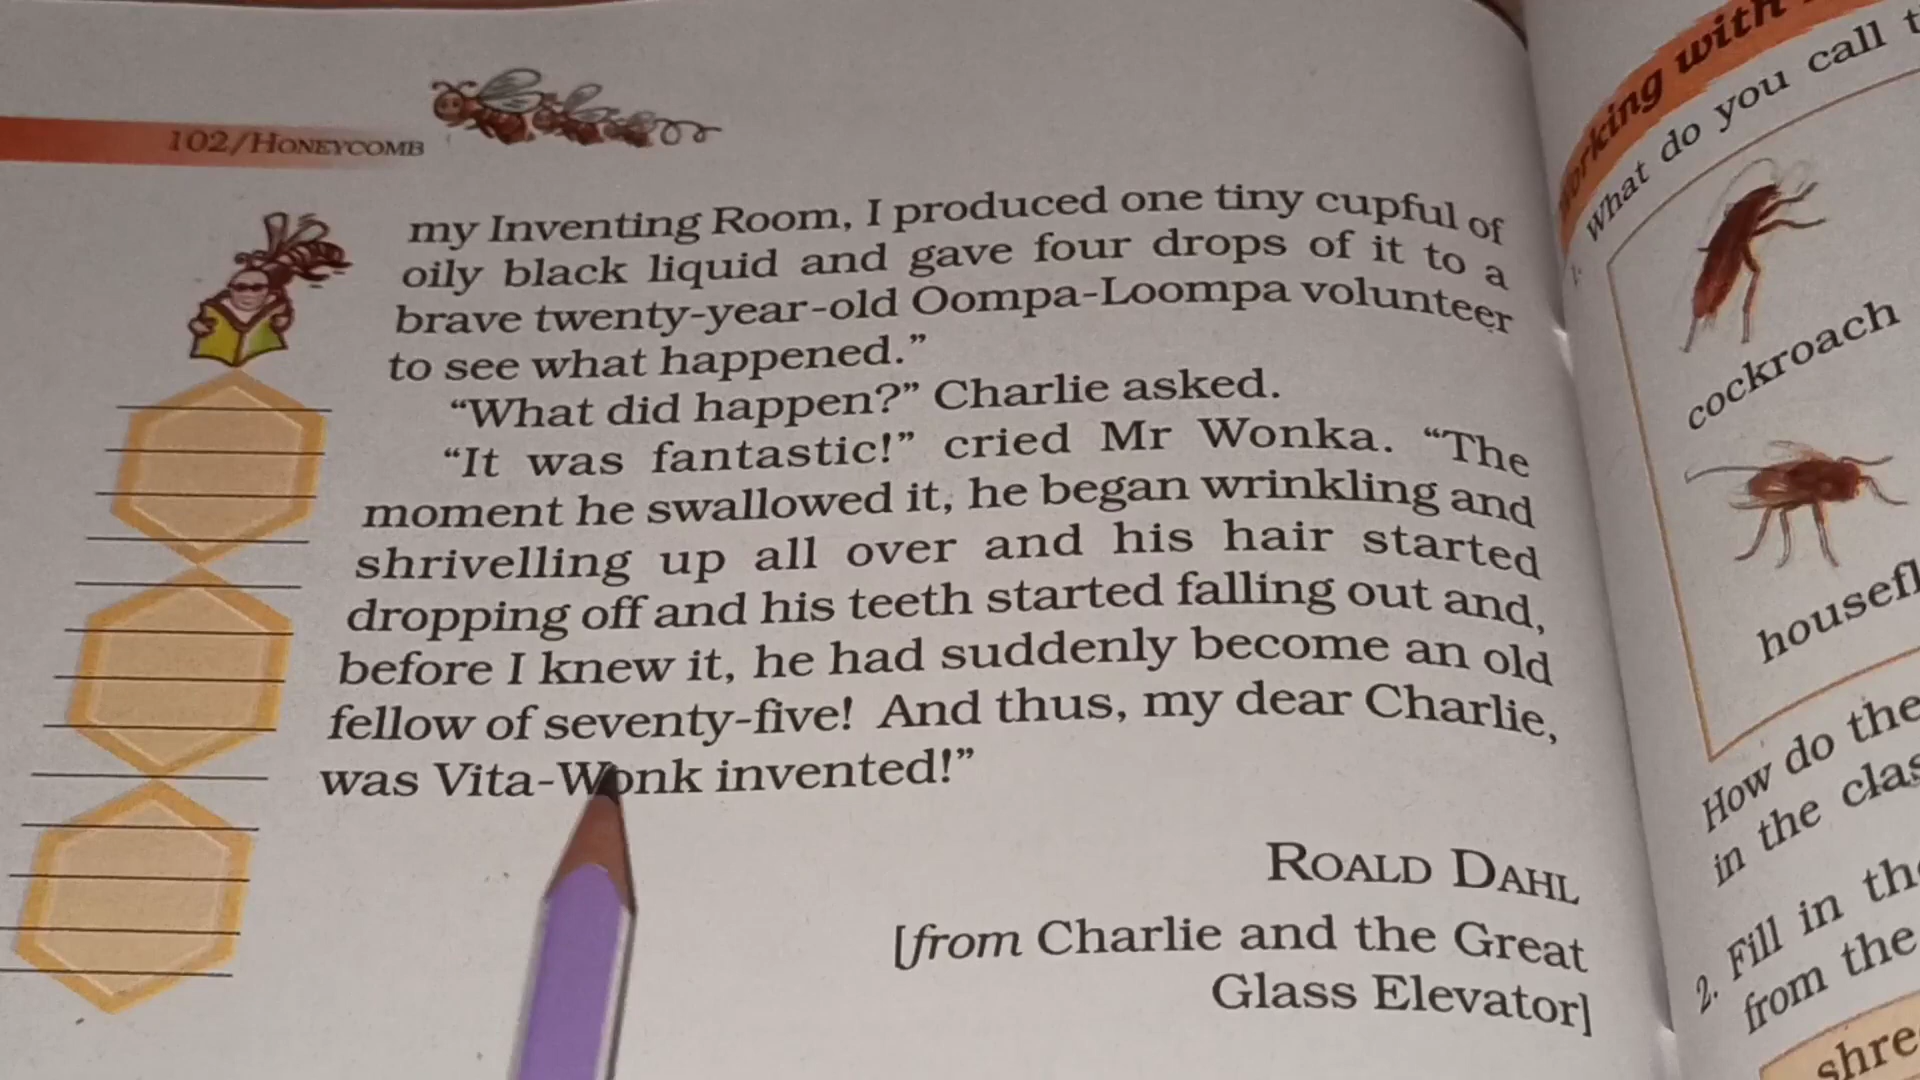 102/HONEYCOMB
my Inventing Room, I produced one tiny cupful of
oily black liquid and gave four drops of it to a
brave twenty-year-old Oompa-Loompa volunteer
to see what happened.”
“What did happen?” Charlie asked.
“It was fantastic!” cried Mr Wonka. “The
moment he swallowed it, he began wrinkling and
shrivelling up all over and his hair started
dropping off and his teeth started falling out and,
before I knew it, he had suddenly become an old
fellow of seventy-five! And thus, my dear Charlie,
was Vita-Wonk invented!”
ROALD DAHL
[from Charlie and the Great
Glass Elevator]
Working with
What do you call
cockroach
How do the
in the
2. Fill in
from the